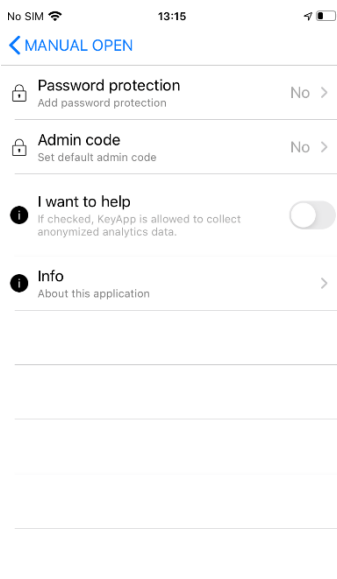 No SIM 13:15
MANUAL OPEN
Password protection
Add password protection
No
Admin code
Set default admin code
No
I want to help
If checked, KeyApp is allowed to collect
anonymized analytics data.
Info
About this application